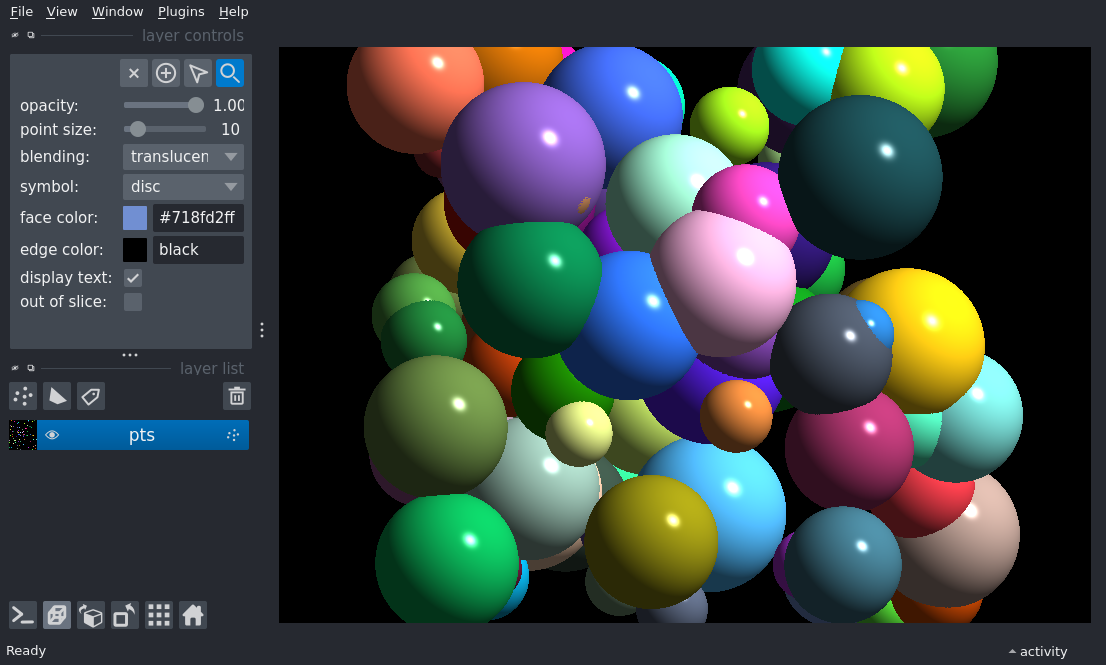 File View Window Plugins Help
layer controls
opacity: 1.00
point size: 10
blending: translucen
symbol: disc
face color: #718fd2ff
edge color: black
display text:
out of slice:
layer list
pts
Ready
activity